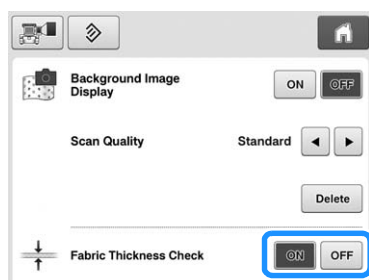 Background Image
Display
ON OFF
Scan Quality
Standard
Delete
Fabric Thickness Check
ON OFF